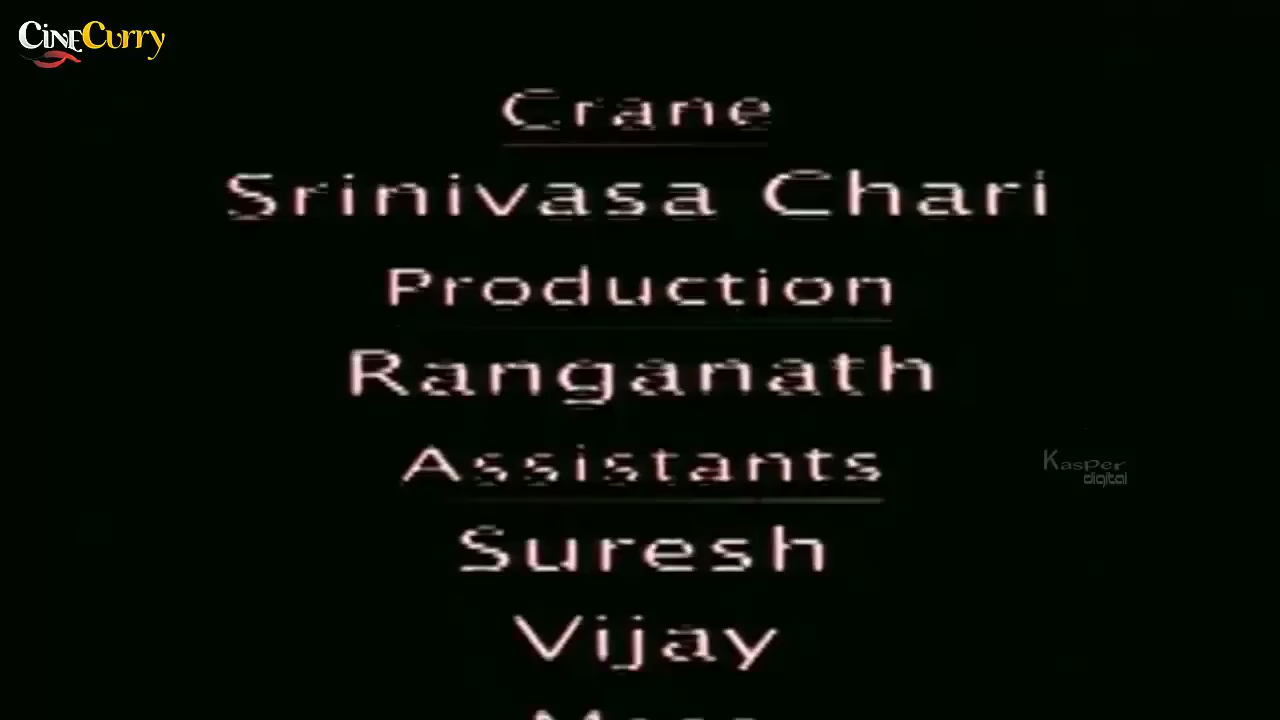 CineCurry
Crane
Srinivasa Chari
Production
Ranganath
Assistants
Kasper
digital
Suresh
Vijay